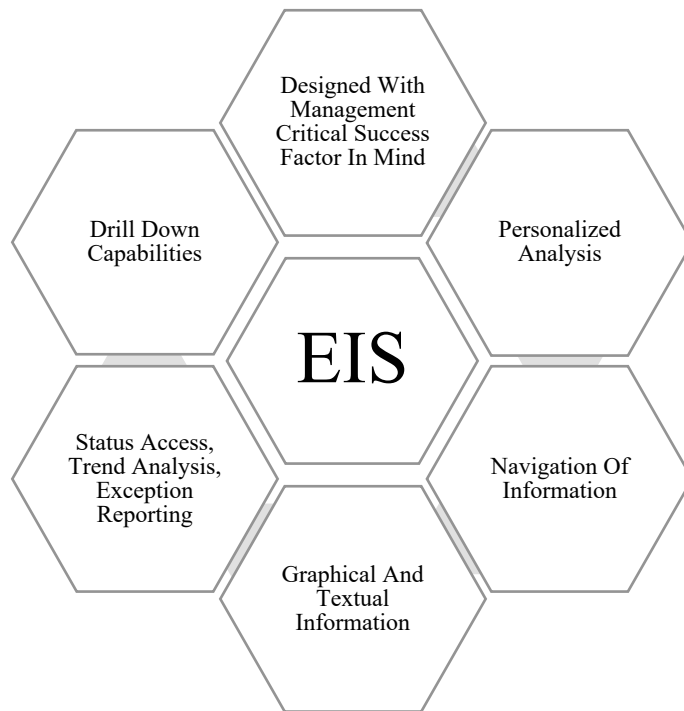 Designed With
Management
Critical Success
Factor In Mind
Drill Down
Capabilities
Personalized
Analysis
EIS
Status Access,
Trend Analysis,
Exception
Reporting
Navigation Of
Information
Graphical And
Textual
Information